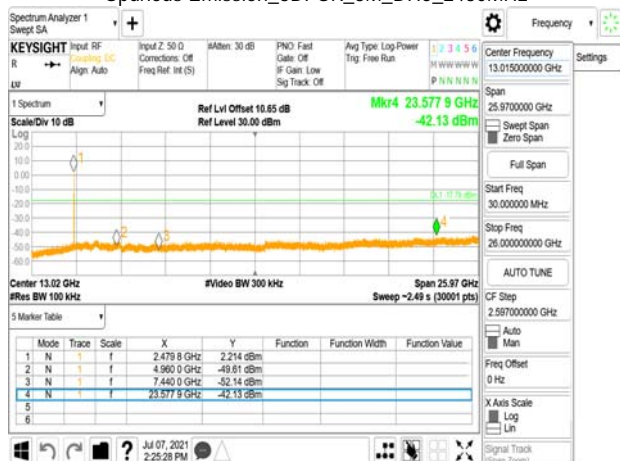 Spectrum Analyzer 1
Swept SA
+
Frequency
Settings
KEYSIGHT
R
LXI
Input: RF
Coupling: DC
Align: Auto
Input Z: 50 Ω
Corrections: Off
Freq Ref: Int (S)
#Atten: 30 dB
PNO: Fast
Gate: Off
IF Gain: Low
Sig Track: Off
Avg Type: Log-Power
Trig: Free Run
1 2 3 4 5 6
M W W W W W
P N N N N N
1 Spectrum
Scale/Div 10 dB
Ref Lvl Offset 10.65 dB
Ref Level 30.00 dBm
Mkr4 23.577 9 GHz
-42.13 dBm
Log
20.0
10.0
0.00
-10.0
-20.0
-30.0
-40.0
-50.0
-60.0
1
2
3
4
Center 13.02 GHz
#Res BW 100 kHz
#Video BW 300 kHz
Span 25.97 GHz
Sweep ~2.49 s (30001 pts)
5 Marker Table
Mode Trace Scale X Y Function Function Width Function Value
1 N 1 f 2.479 8 GHz 2.214 dBm
2 N 1 f 4.960 0 GHz -49.61 dBm
3 N 1 f 7.440 0 GHz -52.14 dBm
4 N 1 f 23.577 9 GHz -42.13 dBm
5
6
?
Jul 07, 2021
2:25:28 PM
Center Frequency
13.015000000 GHz
Span
25.9700000 GHz
Swept Span
Zero Span
Full Span
Start Freq
30.000000 MHz
Stop Freq
26.000000000 GHz
AUTO TUNE
CF Step
2.597000000 GHz
Auto
Man
Freq Offset
0 Hz
X Axis Scale
Log
Lin
Signal Track